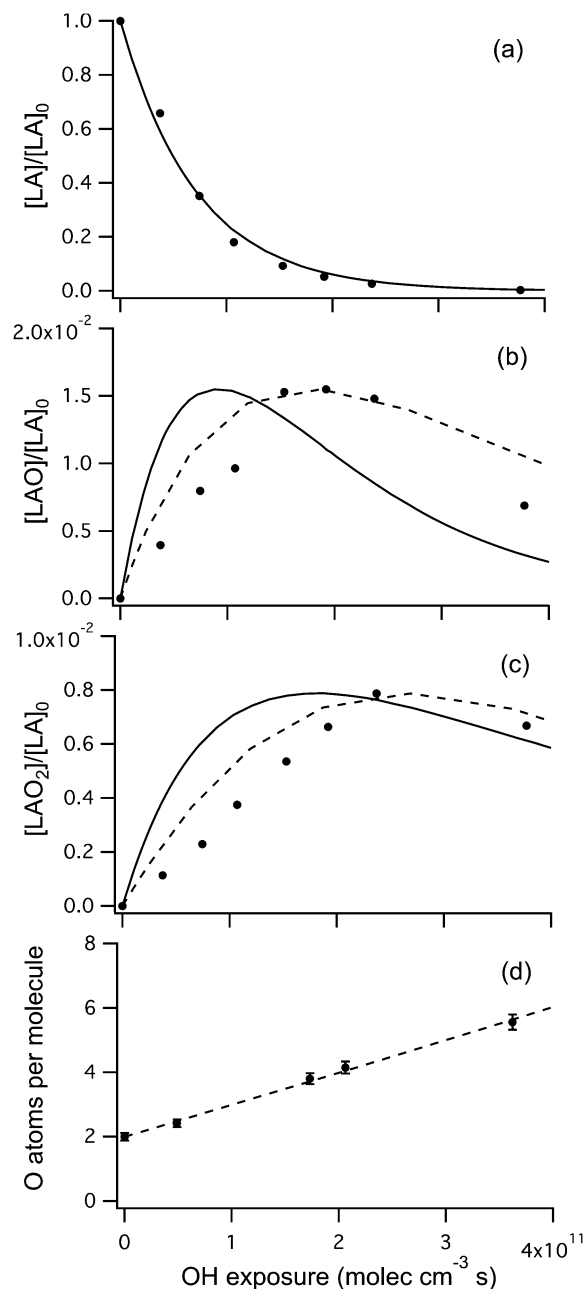 1.0
(a)
0.8
0.6
0.4
0.2
0.0
[LA]/[LA]0
2.0x10-2
(b)
1.5
1.0
0.5
0.0
[LAO]/[LA]0
1.0x10-2
(c)
0.8
0.6
0.4
0.2
0.0
[LAO2]/[LA]0
8
(d)
6
4
2
0
O atoms per molecule
0 1 2 3 4x10¹¹
OH exposure (molec cm⁻³ s)